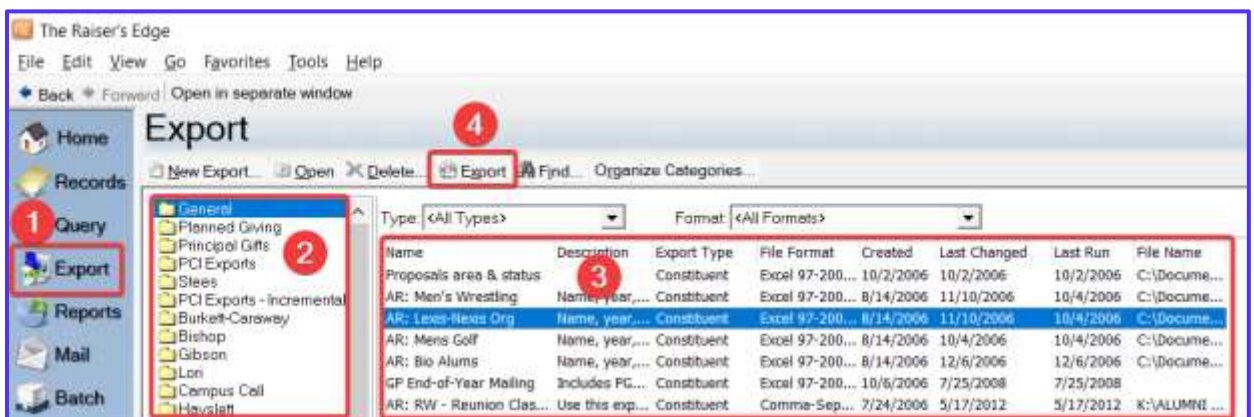 The Raiser's Edge
File Edit View Go Favorites Tools Help
Back Forward Open in separate window
Export
4
New Export... Open Delete... Export Find... Organize Categories...
Home
Records
1
Query
Export
Reports
Mail
Batch
2
General
Planned Giving
Principal Gifts
PCI Exports
Stees
PCI Exports - Incremental
Burkett-Caraway
Bishop
Gibson
Lori
Campus Call
Hayslett
Type: <All Types> Format: <All Formats>
3
Name Description Export Type File Format Created Last Changed Last Run File Name
Proposals area & status Constituent Excel 97-200... 10/2/2006 10/2/2006 10/2/2006 C:\Docume...
AR: Men's Wrestling Name, year,... Constituent Excel 97-200... 8/14/2006 11/10/2006 10/4/2006 C:\Docume...
AR: Lexis-Nexis Org Name, year,... Constituent Excel 97-200... 8/14/2006 11/10/2006 10/4/2006 C:\Docume...
AR: Mens Golf Name, year,... Constituent Excel 97-200... 8/14/2006 10/4/2006 10/4/2006 C:\Docume...
AR: Bio Alums Name, year,... Constituent Excel 97-200... 8/14/2006 12/6/2006 12/6/2006 C:\Docume...
GP End-of-Year Mailing Includes PG... Constituent Excel 97-200... 10/6/2006 7/25/2008 7/25/2008
AR: RW - Reunion Clas... Use this exp... Constituent Comma-Sep... 7/24/2006 5/17/2012 5/17/2012 K:\ALUMNI ...